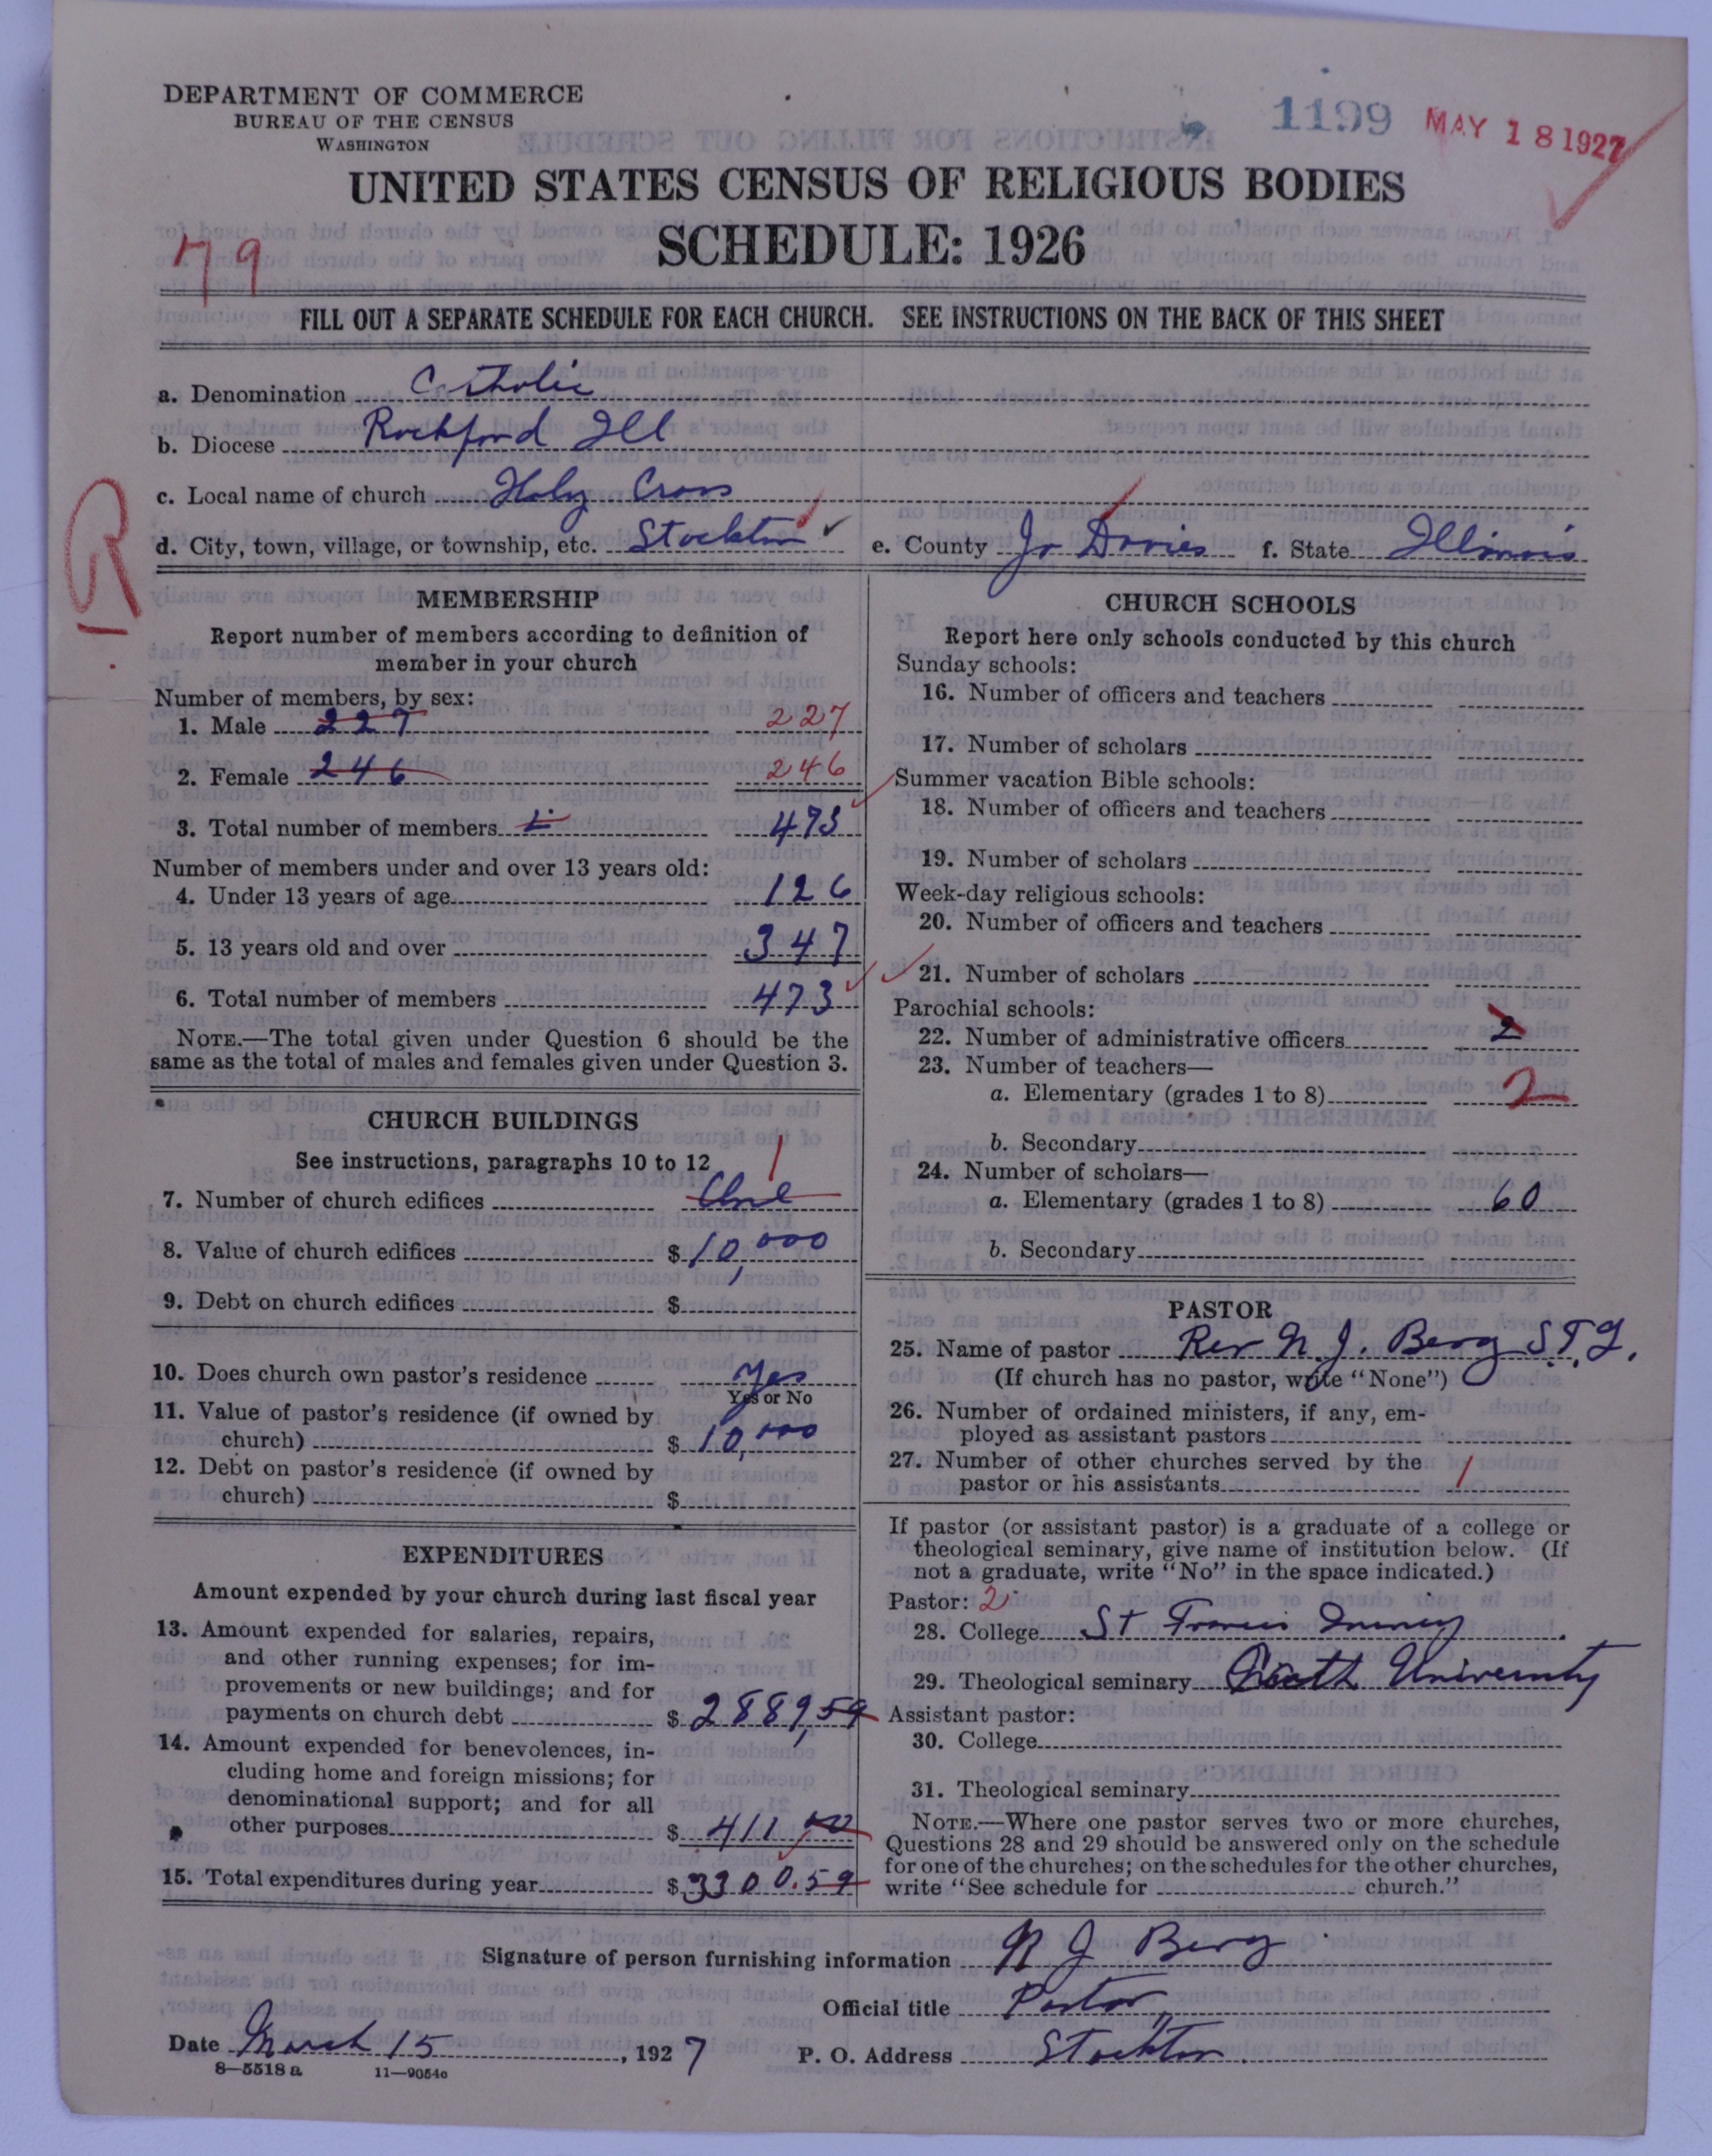 DEPARTMENT OF COMMERCE
BUREAU OF THE CENSUS
WASHINGTON
1199 MAY 18 1927
UNITED STATES CENSUS OF RELIGIOUS BODIES
SCHEDULE: 1926
79
FILL OUT A SEPARATE SCHEDULE FOR EACH CHURCH. SEE INSTRUCTIONS ON THE BACK OF THIS SHEET
a. Denomination Catholic
b. Diocese Rockford Ill
c. Local name of church Holy Cross
d. City, town, village, or township, etc. Stockton e. County Jo Davies f. State Illinois
R
MEMBERSHIP
Report number of members according to definition of
member in your church
Number of members, by sex:
1. Male 227 227
2. Female 246 246
3. Total number of members 473
Number of members under and over 13 years old:
4. Under 13 years of age 126
5. 13 years old and over 347
6. Total number of members 473
NOTE.—The total given under Question 6 should be the
same as the total of males and females given under Question 3.
CHURCH BUILDINGS
See instructions, paragraphs 10 to 12
1
7. Number of church edifices One
8. Value of church edifices $ 10,000
9. Debt on church edifices $
10. Does church own pastor's residence Yes
Yes or No
11. Value of pastor's residence (if owned by
church) $ 10,000
12. Debt on pastor's residence (if owned by
church) $
EXPENDITURES
Amount expended by your church during last fiscal year
13. Amount expended for salaries, repairs,
and other running expenses; for im-
provements or new buildings; and for
payments on church debt $ 2889,59
14. Amount expended for benevolences, in-
cluding home and foreign missions; for
denominational support; and for all
other purposes $ 411 00
15. Total expenditures during year $ 3300.59
CHURCH SCHOOLS
Report here only schools conducted by this church
Sunday schools:
16. Number of officers and teachers
17. Number of scholars
Summer vacation Bible schools:
18. Number of officers and teachers
19. Number of scholars
Week-day religious schools:
20. Number of officers and teachers
21. Number of scholars
Parochial schools:
22. Number of administrative officers 2
23. Number of teachers—
a. Elementary (grades 1 to 8) 2
b. Secondary
24. Number of scholars—
a. Elementary (grades 1 to 8) 60
b. Secondary
PASTOR
25. Name of pastor Rev N. J. Berg S.T.L.
(If church has no pastor, write "None")
26. Number of ordained ministers, if any, em-
ployed as assistant pastors
27. Number of other churches served by the
pastor or his assistants 1
If pastor (or assistant pastor) is a graduate of a college or
theological seminary, give name of institution below. (If
not a graduate, write "No" in the space indicated.)
Pastor: 2
28. College St Francis
29. Theological seminary University
Assistant pastor:
30. College
31. Theological seminary
NOTE.—Where one pastor serves two or more churches,
Questions 28 and 29 should be answered only on the schedule
for one of the churches; on the schedules for the other churches,
write "See schedule for church."
Signature of person furnishing information N J Berg
Official title Pastor
Date March 15, 1927 P. O. Address Stockton
8—5518 a 11—9054c